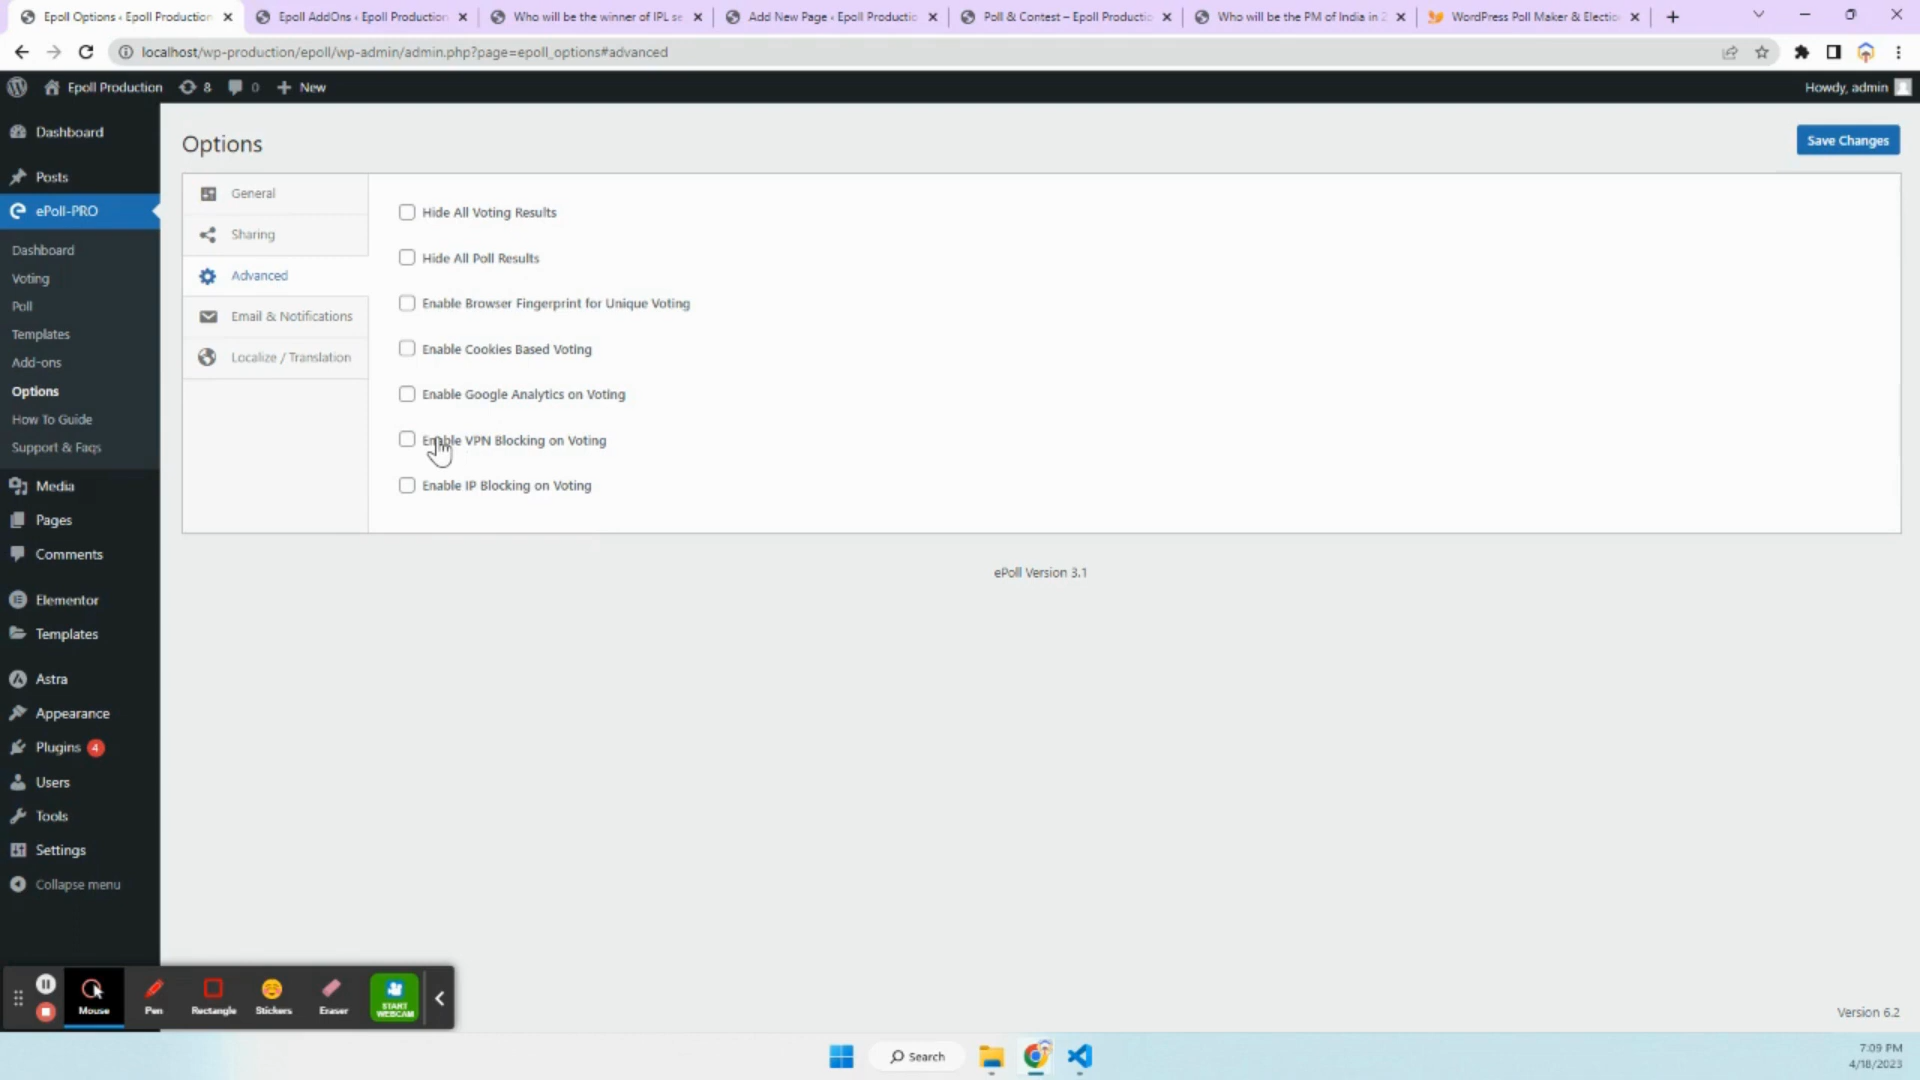 Epoll Options ‹ Epoll Production
Epoll AddOns ‹ Epoll Production
Who will be the winner of IPL se
Add New Page ‹ Epoll Productio
Poll & Contest – Epoll Productio
Who will be the PM of India in 2
WordPress Poll Maker & Electio
localhost/wp-production/epoll/wp-admin/admin.php?page=epoll_options#advanced
Epoll Production
8
0
New
Howdy, admin
Dashboard
Posts
ePoll-PRO
Dashboard
Voting
Poll
Templates
Add-ons
Options
How To Guide
Support & Faqs
Media
Pages
Comments
Elementor
Templates
Astra
Appearance
Plugins 4
Users
Tools
Settings
Collapse menu
Options
Save Changes
General
Sharing
Advanced
Email & Notifications
Localize / Translation
Hide All Voting Results
Hide All Poll Results
Enable Browser Fingerprint for Unique Voting
Enable Cookies Based Voting
Enable Google Analytics on Voting
Enable VPN Blocking on Voting
Enable IP Blocking on Voting
ePoll Version 3.1
Version 6.2
Mouse
Pen
Rectangle
Stickers
Eraser
START
WEBCAM
Search
7:09 PM
4/18/2023